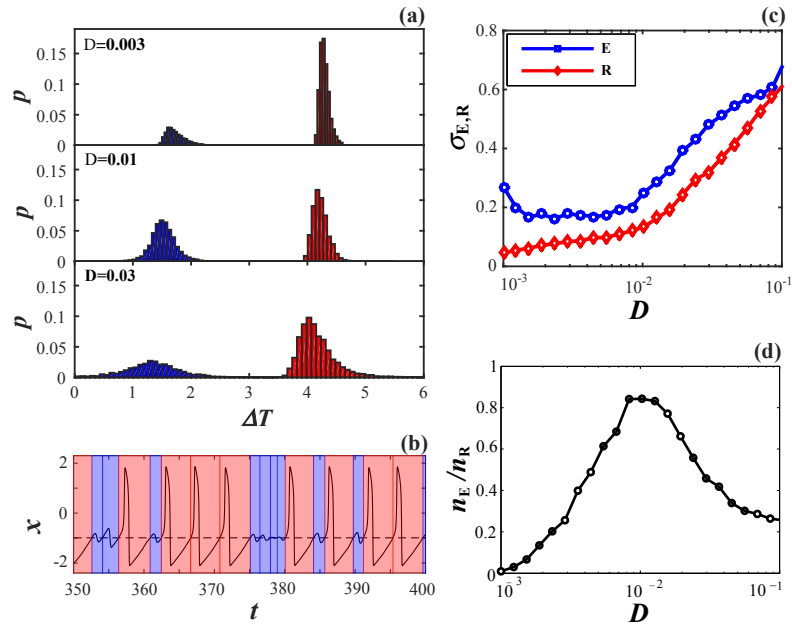 (a)
D=0.003
0.15
0.1
0.05
0
p
D=0.01
0.15
0.1
0.05
0
p
D=0.03
0.15
0.1
0.05
0
p
0 1 2 3 4 5 6
ΔT
(b)
2
0
-2
x
350 360 370 380 390 400
t
(c)
E
R
0.8
0.6
0.4
0.2
0
σE,R
10-3 10-2 10-1
D
(d)
1
0.8
0.6
0.4
0.2
0
nE/nR
10-3 10-2 10-1
D